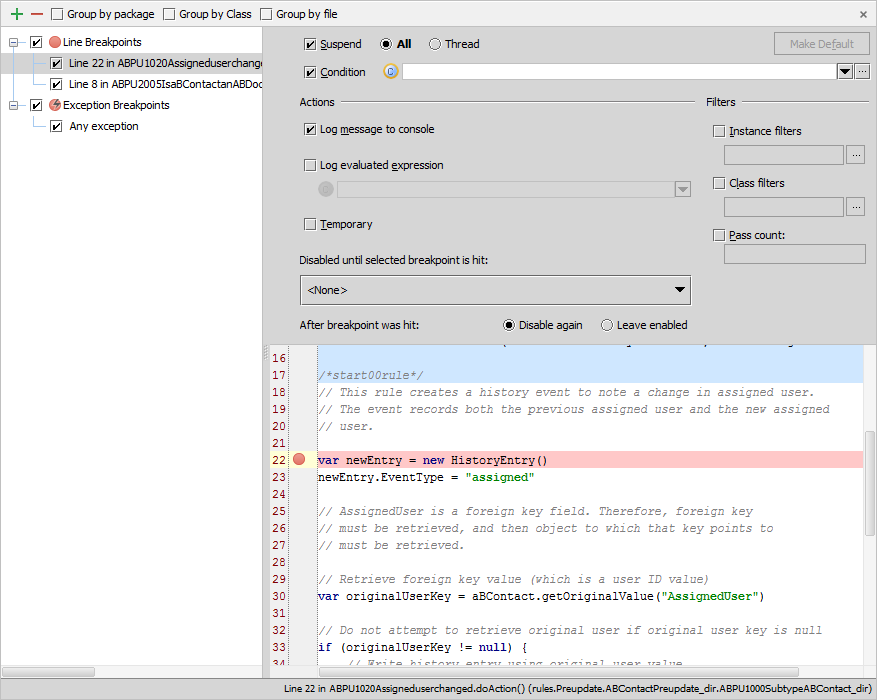 Group by package Group by Class Group by file
Line Breakpoints
Line 22 in ABPU1020Assigneduserchange
Line 8 in ABPU2005IsaBContactanABDoc
Exception Breakpoints
Any exception
Suspend All Thread Make Default
Condition
Actions Filters
Log message to console Instance filters
Log evaluated expression
Class filters
Temporary
Pass count:
Disabled until selected breakpoint is hit:
<None>
After breakpoint was hit: Disable again Leave enabled
16
17 /*start00rule*/
18 // This rule creates a history event to note a change in assigned user.
19 // The event records both the previous assigned user and the new assigned
20 // user.
21
22 var newEntry = new HistoryEntry()
23 newEntry.EventType = "assigned"
24
25 // AssignedUser is a foreign key field. Therefore, foreign key
26 // must be retrieved, and then object to which that key points to
27 // must be retrieved.
28
29 // Retrieve foreign key value (which is a user ID value)
30 var originalUserKey = aBContact.getOriginalValue("AssignedUser")
31
32 // Do not attempt to retrieve original user if original user key is null
33 if (originalUserKey != null) {
34 // Write history entry using original user value
Line 22 in ABPU1020Assigneduserchanged.doAction() (rules.Preupdate.ABContactPreupdate_dir.ABPU1000SubtypeABContact_dir)